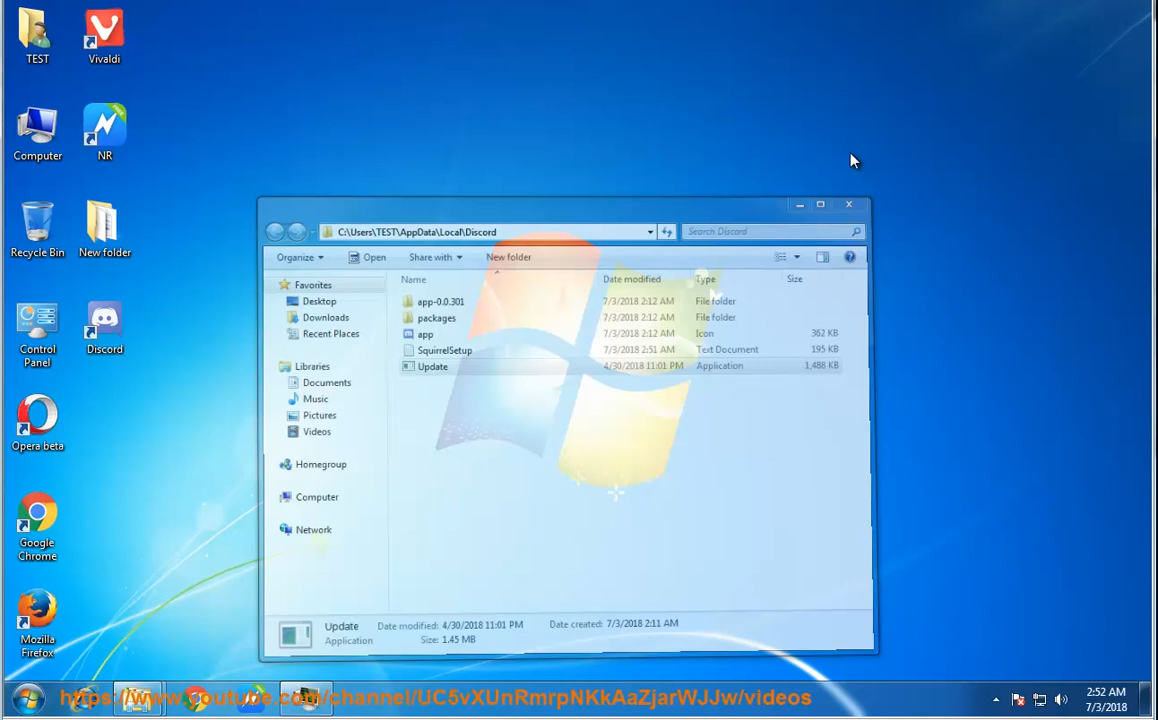 TEST
Vivaldi
Computer
NR
Recycle Bin
New folder
Control
Panel
Discord
Opera beta
Google
Chrome
Mozilla
Firefox
C:\Users\TEST\AppData\Local\Discord
Search Discord
Organize
Open
Share with
New folder
Name
Date modified
Type
Size
Favorites
Desktop
Downloads
Recent Places
Libraries
Documents
Music
Pictures
Videos
Homegroup
Computer
Network
app-0.0.301 7/3/2018 2:12 AM File folder
packages 7/3/2018 2:12 AM File folder
app 7/3/2018 2:12 AM Icon 362 KB
SquirrelSetup 7/3/2018 2:51 AM Text Document 195 KB
Update 4/30/2018 11:01 PM Application 1,488 KB
Update Date modified: 4/30/2018 11:01 PM Date created: 7/3/2018 2:11 AM
Application Size: 1.45 MB
https://www.youtube.com/channel/UC5vXUnRmrpNKkAaZjarWJJw/videos
2:52 AM
7/3/2018